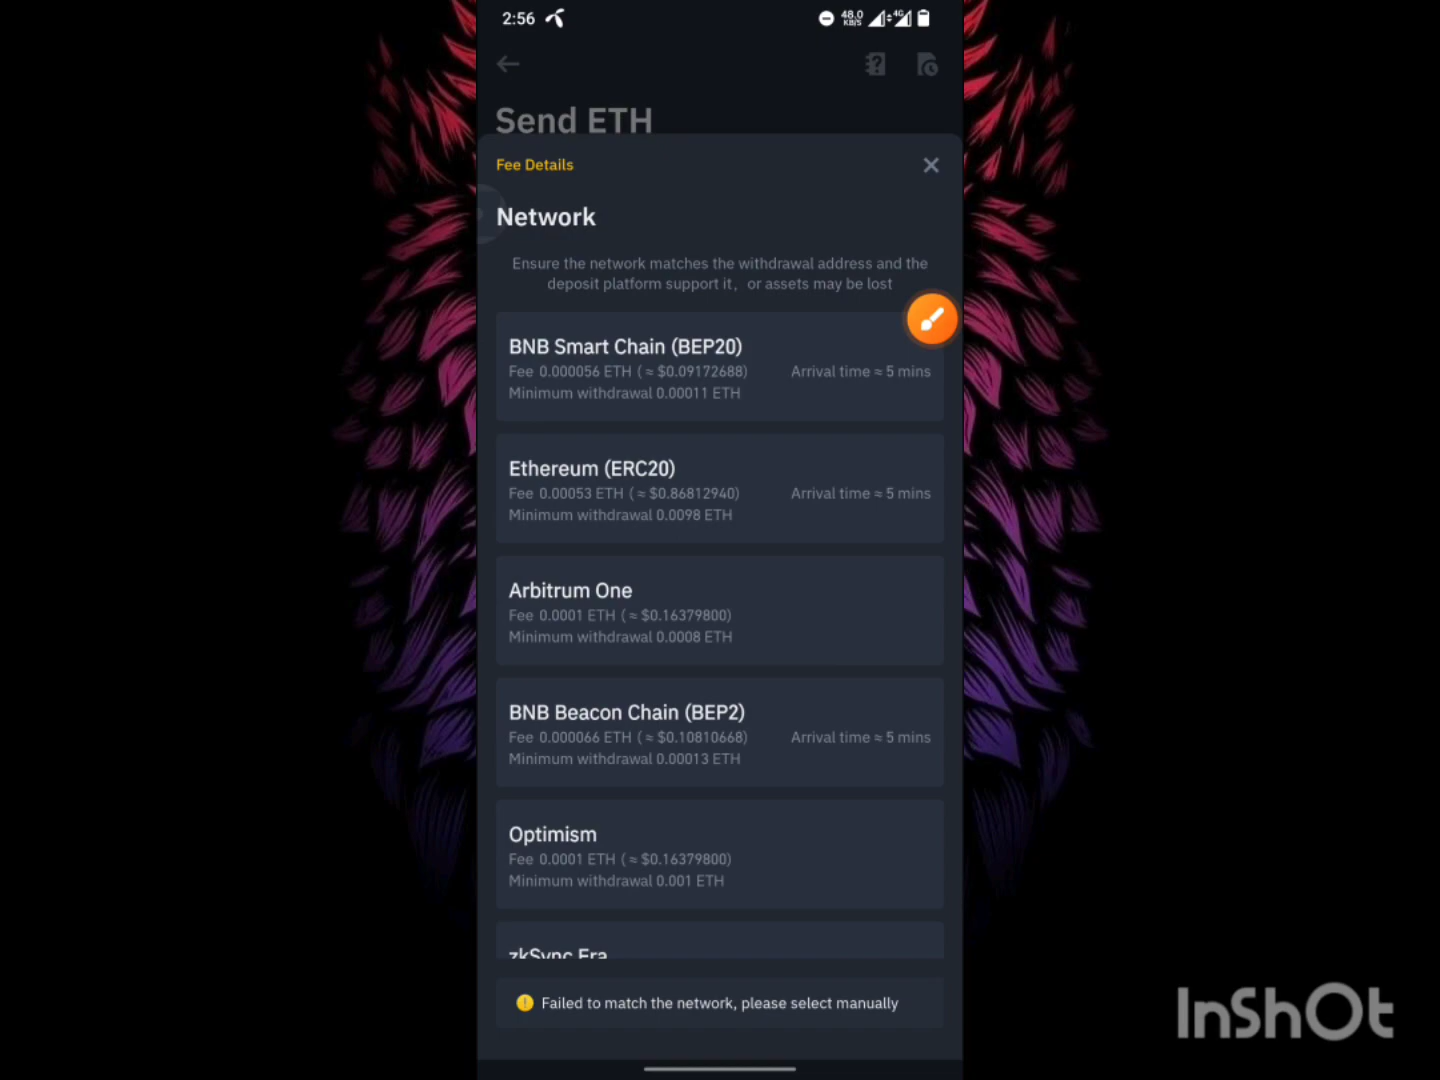 2:56
48.0
KB/S
4G
Send ETH
Fee Details
Network
Ensure the network matches the withdrawal address and the
deposit platform support it, or assets may be lost
BNB Smart Chain (BEP20)
Fee 0.000056 ETH ( ≈ $0.09172688)
Arrival time ≈ 5 mins
Minimum withdrawal 0.00011 ETH
Ethereum (ERC20)
Fee 0.00053 ETH ( ≈ $0.86812940)
Arrival time ≈ 5 mins
Minimum withdrawal 0.0098 ETH
Arbitrum One
Fee 0.0001 ETH ( ≈ $0.16379800)
Minimum withdrawal 0.0008 ETH
BNB Beacon Chain (BEP2)
Fee 0.000066 ETH ( ≈ $0.10810668)
Arrival time ≈ 5 mins
Minimum withdrawal 0.00013 ETH
Optimism
Fee 0.0001 ETH ( ≈ $0.16379800)
Minimum withdrawal 0.001 ETH
zkSync Era
Failed to match the network, please select manually
InShOt